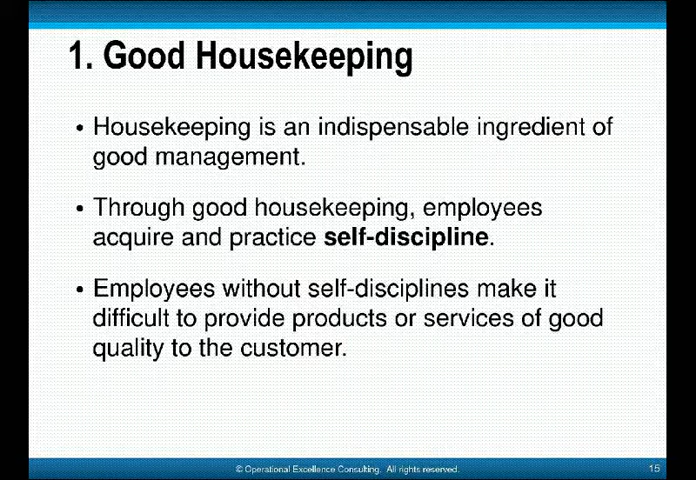 1. Good Housekeeping
• Housekeeping is an indispensable ingredient of
good management.
• Through good housekeeping, employees
acquire and practice self-discipline.
• Employees without self-disciplines make it
difficult to provide products or services of good
quality to the customer.
© Operational Excellence Consulting. All rights reserved.
15